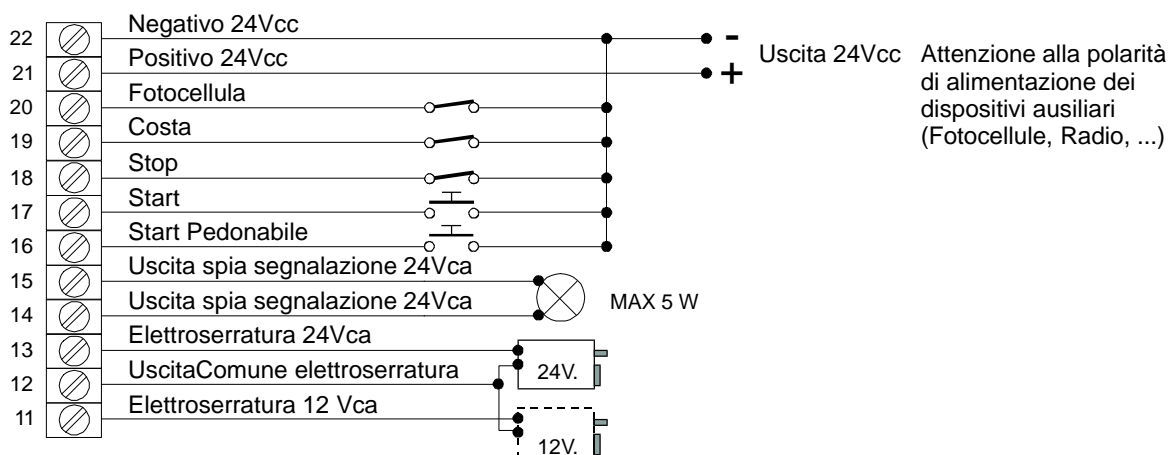 22 Negativo 24Vcc
21 Positivo 24Vcc
20 Fotocellula
19 Costa
18 Stop
17 Start
16 Start Pedonabile
15 Uscita spia segnalazione 24Vca
14 Uscita spia segnalazione 24Vca
13 Elettroserratura 24Vca
12 UscitaComune elettroserratura
11 Elettroserratura 12 Vca
-
+
Uscita 24Vcc
Attenzione alla polarità
di alimentazione dei
dispositivi ausiliari
(Fotocellule, Radio, ...)
MAX 5 W
24V.
12V.